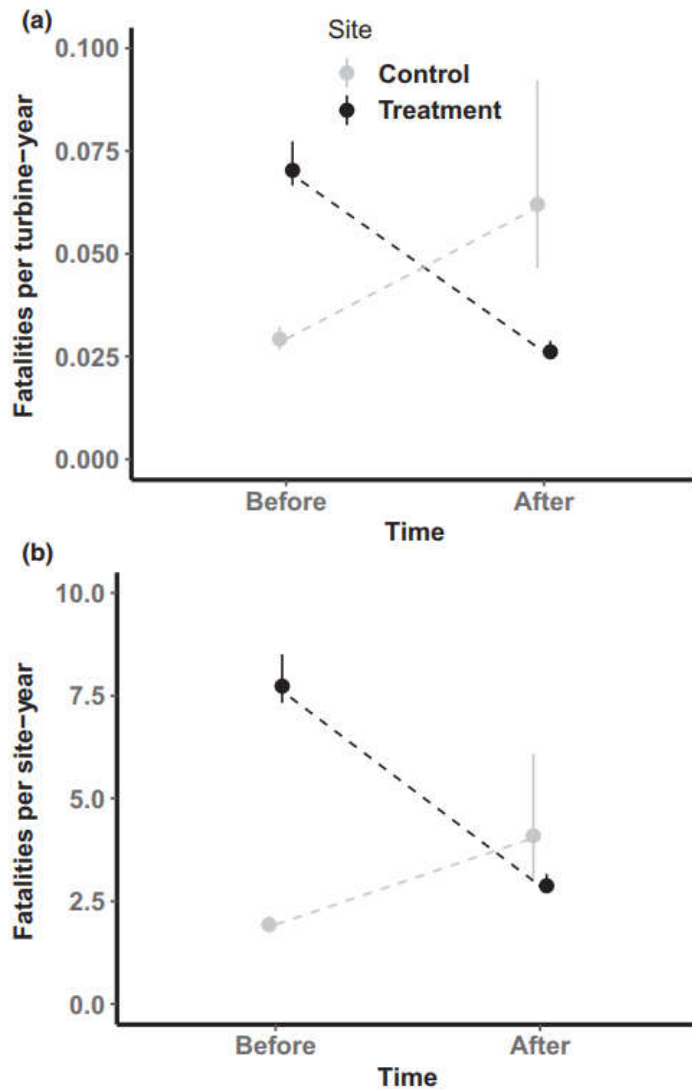 (a)
Site
Control
Treatment
Fatalities per turbine−year
0.100
0.075
0.050
0.025
0.000
Before After
Time
(b)
Fatalities per site−year
10.0
7.5
5.0
2.5
0.0
Before After
Time